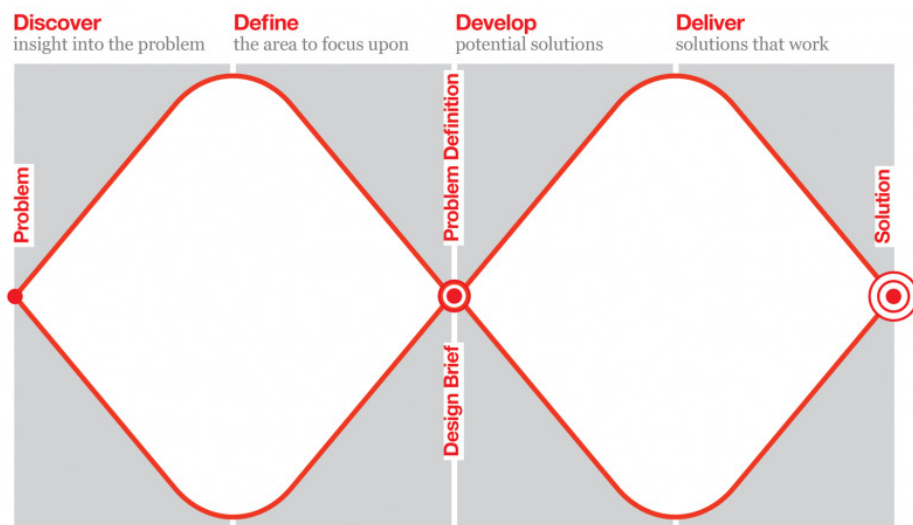 Discover
insight into the problem
Define
the area to focus upon
Develop
potential solutions
Deliver
solutions that work
Problem
Problem Definition
Design Brief
Solution